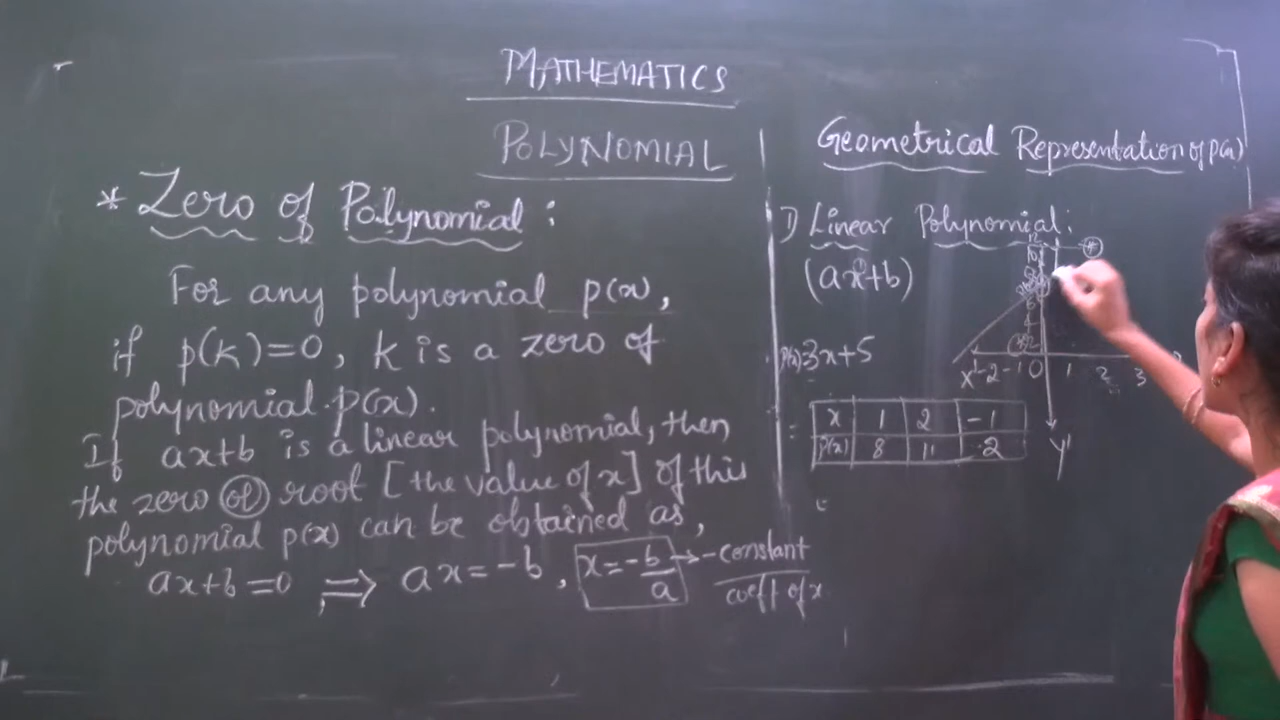 MATHEMATICS
POLYNOMIAL
* Zero of Polynomial :
For any polynomial p(x),
if p(k)=0, k is a zero of
polynomial p(x).
If ax+b is a linear polynomial, then
the zero (or) root [the value of x] of this
polynomial p(x) can be obtained as,
ax+b=0, ⇒ ax=-b, x=-b/a → -constant/coeff of x
Geometrical Representation of p(x)
1) Linear Polynomial:
(ax+b)
p(x) 3x+5
x 1 2 -1
p(x) 8 11 -2
12
10
x' -2 -1 0 1 2 3
y'